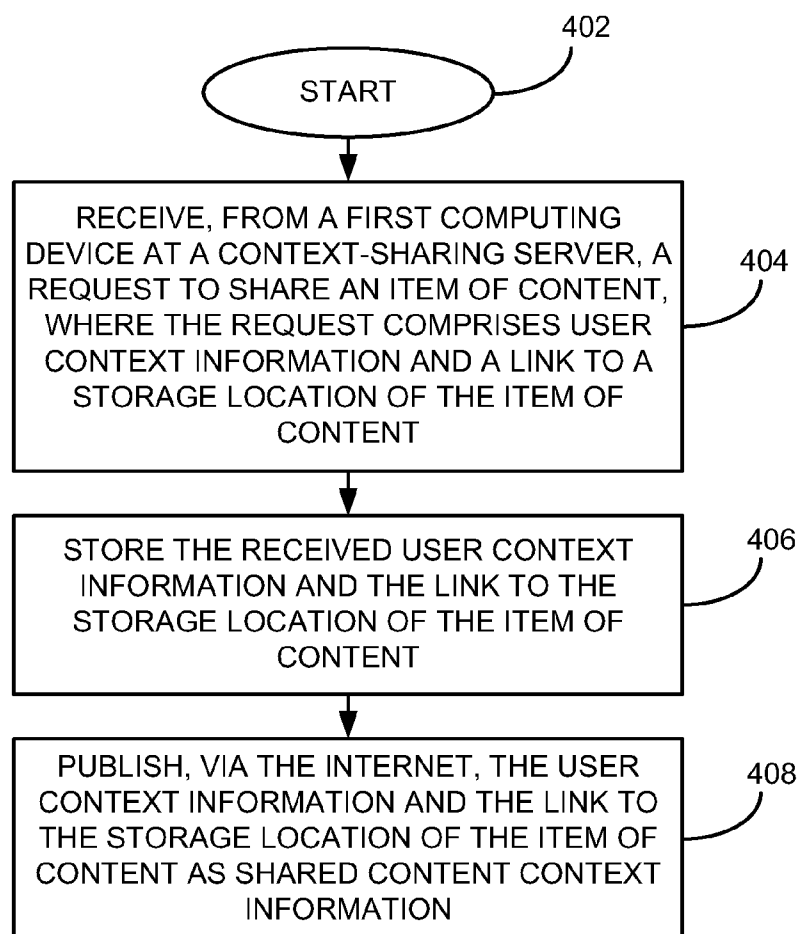 402
START
RECEIVE, FROM A FIRST COMPUTING
DEVICE AT A CONTEXT-SHARING SERVER, A
REQUEST TO SHARE AN ITEM OF CONTENT,
WHERE THE REQUEST COMPRISES USER
CONTEXT INFORMATION AND A LINK TO A
STORAGE LOCATION OF THE ITEM OF
CONTENT
404
STORE THE RECEIVED USER CONTEXT
INFORMATION AND THE LINK TO THE
STORAGE LOCATION OF THE ITEM OF
CONTENT
406
PUBLISH, VIA THE INTERNET, THE USER
CONTEXT INFORMATION AND THE LINK TO
THE STORAGE LOCATION OF THE ITEM OF
CONTENT AS SHARED CONTENT CONTEXT
INFORMATION
408